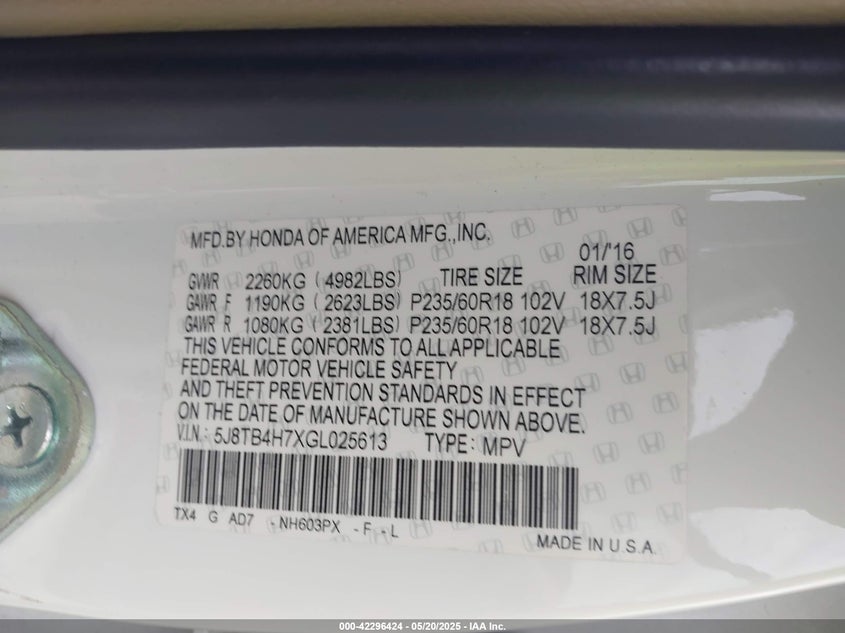 MFD.BY HONDA OF AMERICA MFG.,INC.
01/'16
GVWR 2260KG (4982LBS) TIRE SIZE RIM SIZE
GAWR F 1190KG (2623LBS) P235/60R18 102V 18X7.5J
GAWR R 1080KG (2381LBS) P235/60R18 102V 18X7.5J
THIS VEHICLE CONFORMS TO ALL APPLICABLE
FEDERAL MOTOR VEHICLE SAFETY
AND THEFT PREVENTION STANDARDS IN EFFECT
ON THE DATE OF MANUFACTURE SHOWN ABOVE.
V.I.N.: 5J8TB4H7XGL025613 TYPE: MPV
TX4 G AD7 -NH603PX -F -L
MADE IN U.S.A.
000-42296424 - 05/20/2025 - IAA Inc.